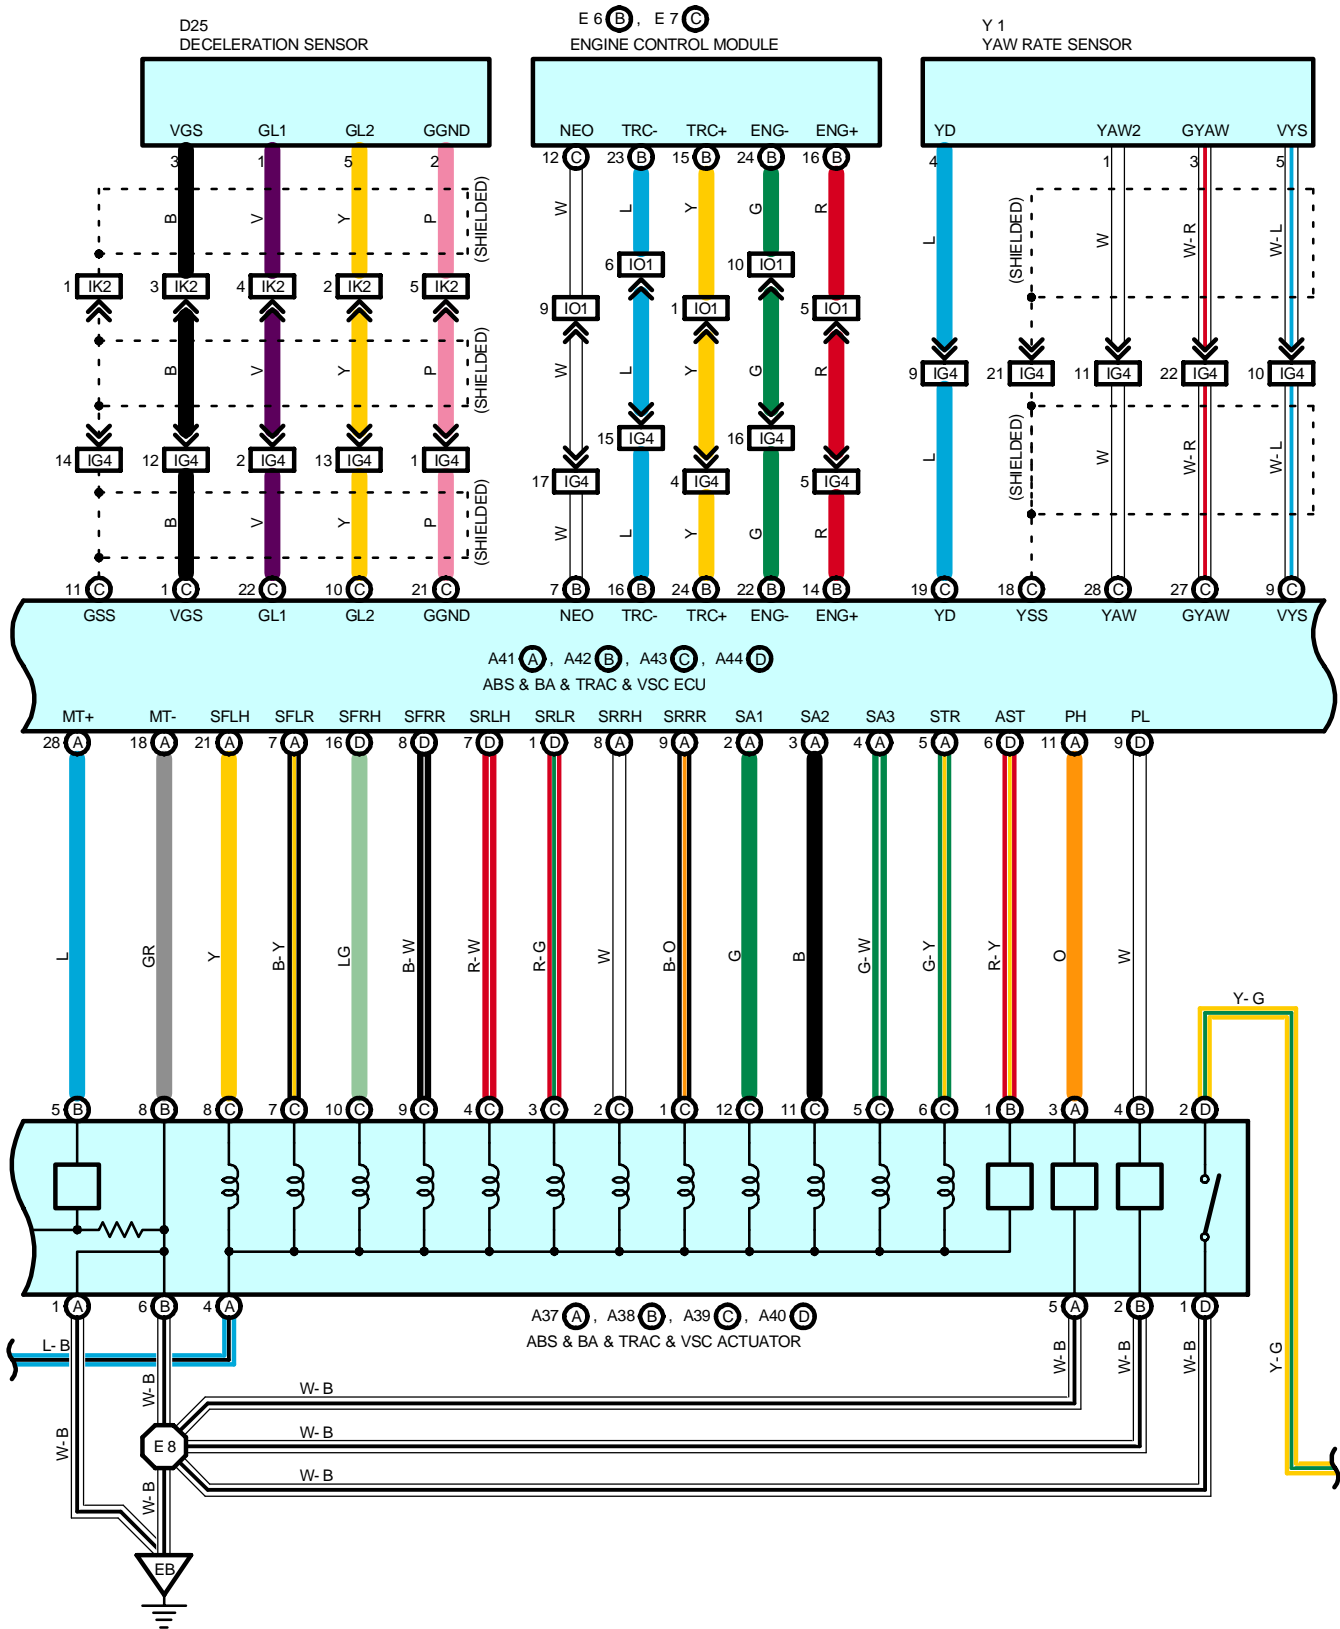 D25
DECELERATION SENSOR
E 6 B , E 7 C
ENGINE CONTROL MODULE
Y 1
YAW RATE SENSOR
VGS GL1 GL2 GGND NEO TRC- TRC+ ENG- ENG+ YD YAW2 GYAW VYS
3 1 5 2 12 C 23 B 15 B 24 B 16 B 4 1 3 5
B V Y P (SHIELDED) W L Y G R L (SHIELDED) W W- R W- L
6 IO1 10 IO1
1 IK2 3 IK2 4 IK2 2 IK2 5 IK2
9 IO1 1 IO1 5 IO1
B V Y P (SHIELDED) W L Y G R
9 IG4 21 IG4 11 IG4 22 IG4 10 IG4
15 IG4 16 IG4
14 IG4 12 IG4 2 IG4 13 IG4 1 IG4
17 IG4 4 IG4 5 IG4
L (SHIELDED) W W- R W- L
B V Y P (SHIELDED) W L Y G R
11 C 1 C 22 C 10 C 21 C 7 B 16 B 24 B 22 B 14 B 19 C 18 C 28 C 27 C 9 C
GSS VGS GL1 GL2 GGND NEO TRC- TRC+ ENG- ENG+ YD YSS YAW GYAW VYS
A41 A , A42 B , A43 C , A44 D
ABS & BA & TRAC & VSC ECU
MT+ MT- SFLH SFLR SFRH SFRR SRLH SRLR SRRH SRRR SA1 SA2 SA3 STR AST PH PL
28 A 18 A 21 A 7 A 16 D 8 D 7 D 1 D 8 A 9 A 2 A 3 A 4 A 5 A 6 D 11 A 9 D
L GR Y B- Y LG B- W R- W R- G W B- O G B G- W G- Y R- Y O W
Y- G
5 B 8 B 8 C 7 C 10 C 9 C 4 C 3 C 2 C 1 C 12 C 11 C 5 C 6 C 1 B 3 A 4 B 2 D
1 A 6 B 4 A 5 A 2 B 1 D
A37 A , A38 B , A39 C , A40 D
ABS & BA & TRAC & VSC ACTUATOR
L- B
W- B W- B W- B Y- G
W- B
W- B
W- B
W- B
E 8
W- B
W- B
EB